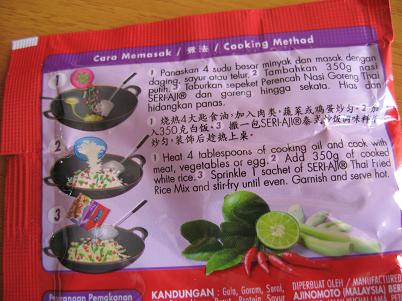 Cara Memasak / 煮法 / Cooking Method
1 Panaskan 4 sudu besar minyak dan masak dengan
daging, sayur atau telur. 2 Tambahkan 350g nasi
putih. 3 Taburkan sepeket Perencah Nasi Goreng Thai
SERI-AJI® dan goreng hingga sekata. Hias dan
hidangkan panas.
1 烧热4大匙食油,加入肉类,蔬菜或鸡蛋炒匀. 2 加
入350克白饭. 3 撒一包SERI-AJI®泰式炒饭调味料
炒匀,装饰后趁热上桌.
1 Heat 4 tablespoons of cooking oil and cook with
meat, vegetables or egg. 2 Add 350g of cooked
white rice. 3 Sprinkle 1 sachet of SERI-AJI® Thai Fried
Rice Mix and stir-fry until even. Garnish and serve hot.
1
2
3
Penyimpanan
KANDUNGAN : Gula, Garam, Serai,
DIPERBUAT OLEH / MANUFACTURED
AJINOMOTO (MALAYSIA) BER